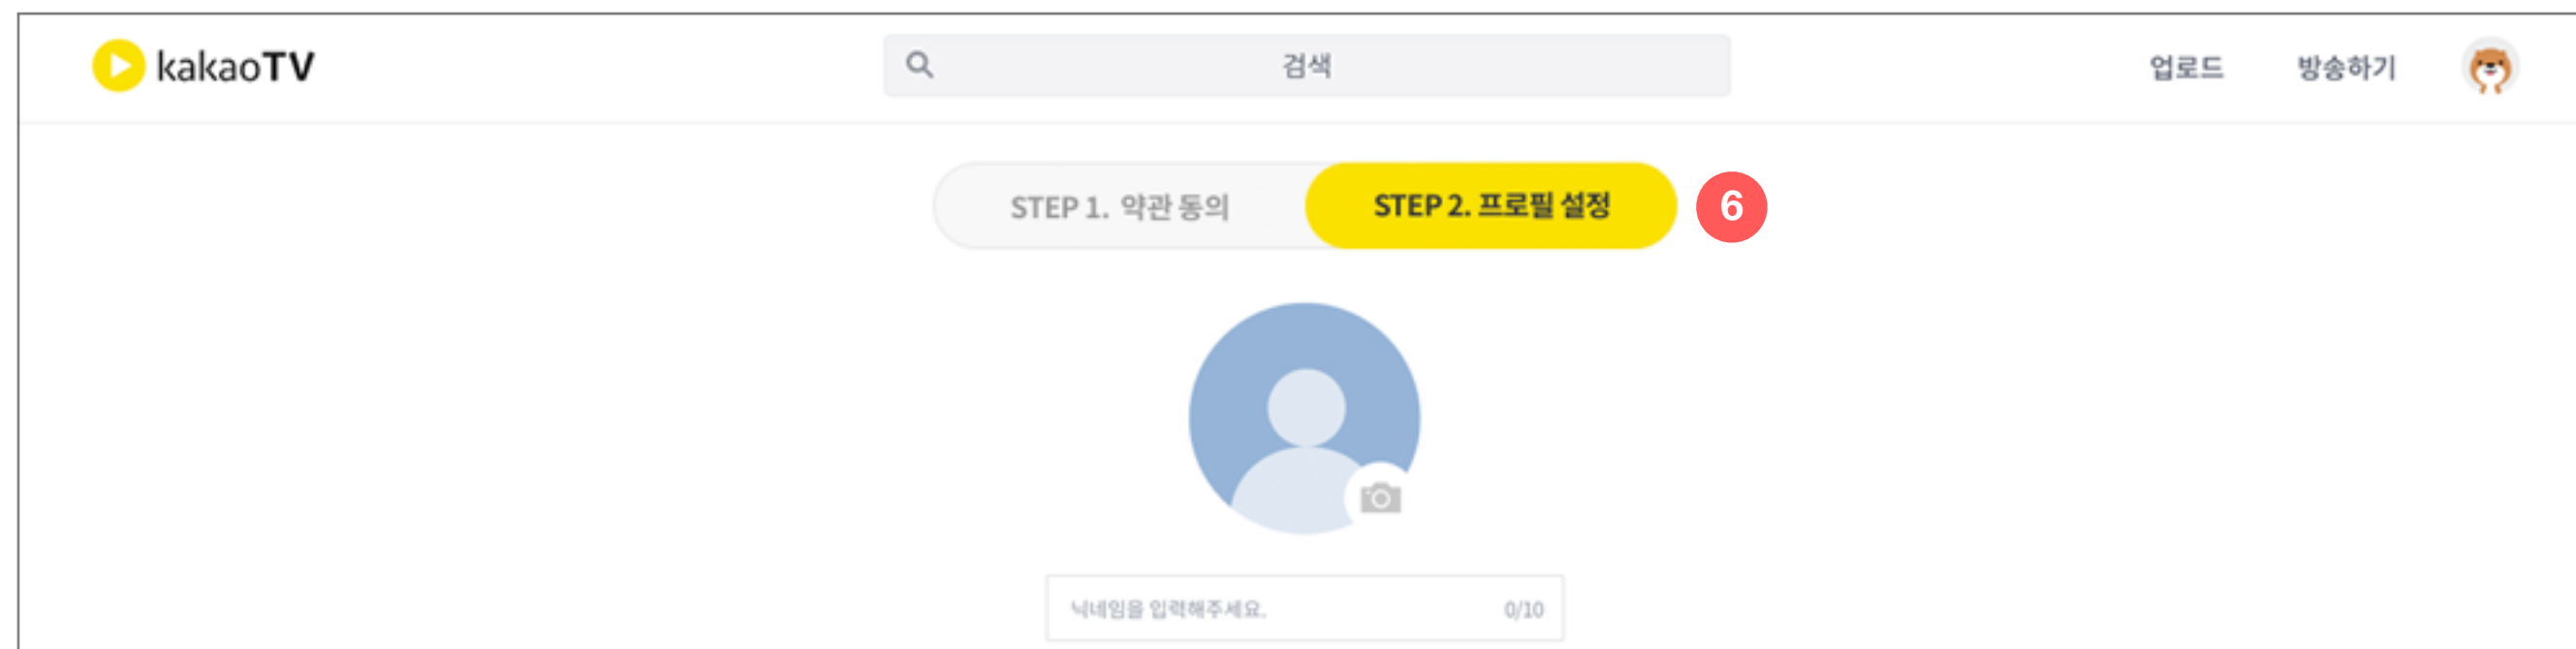 kakaoTV 검색 업로드 방송하기
STEP 1. 약관 동의 STEP 2. 프로필 설정 6
닉네임을 입력해주세요. 0/10